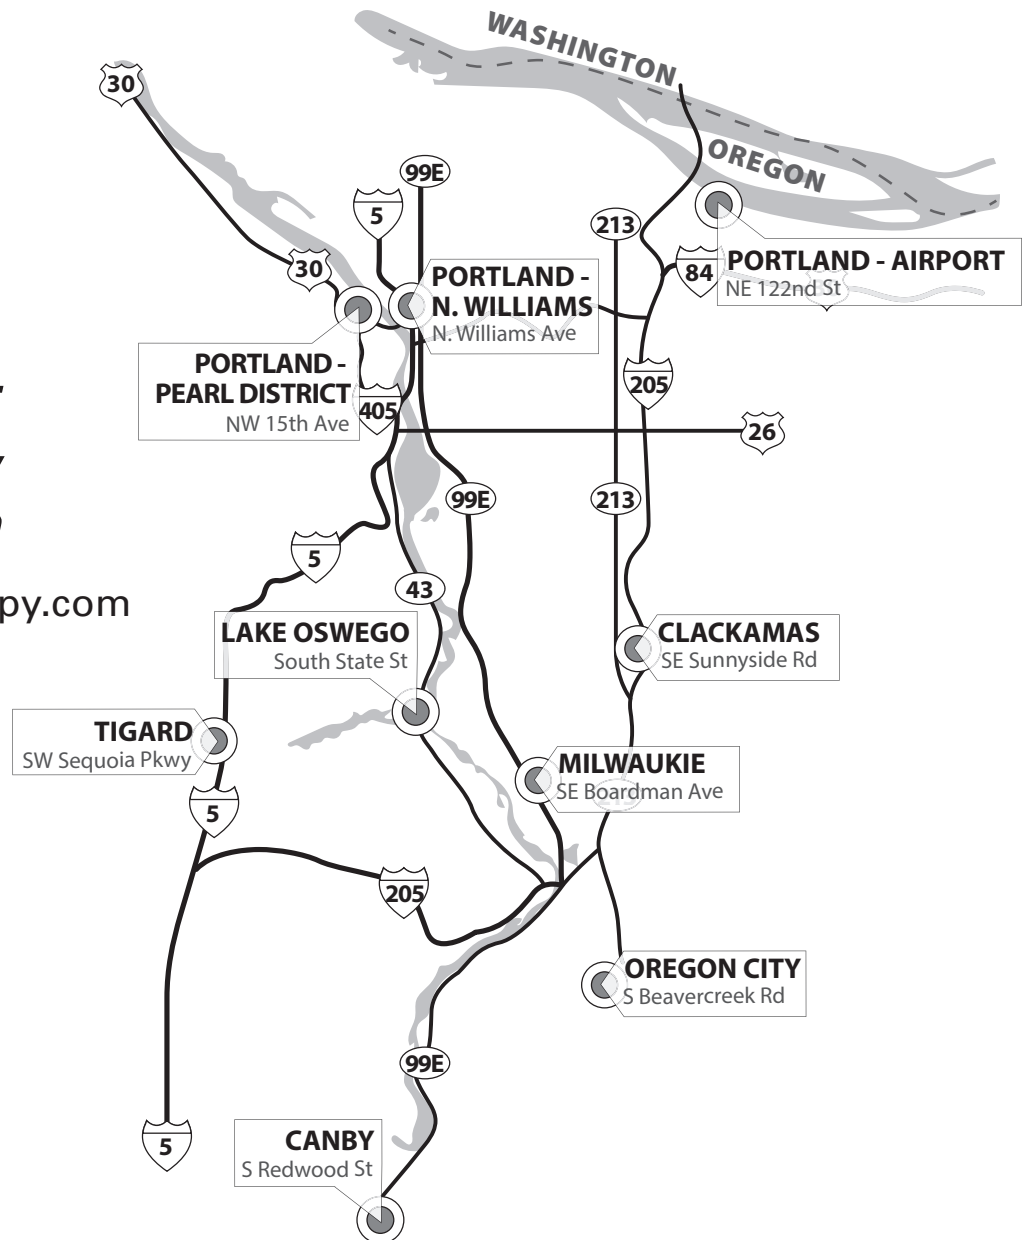 WASHINGTON
OREGON
30
99E
5
213
30
84
PORTLAND - AIRPORT
NE 122nd St
PORTLAND -
N. WILLIAMS
N. Williams Ave
PORTLAND -
PEARL DISTRICT
NW 15th Ave
405
205
26
99E
213
5
43
py.com
LAKE OSWEGO
South State St
CLACKAMAS
SE Sunnyside Rd
TIGARD
SW Sequoia Pkwy
MILWAUKIE
SE Boardman Ave
213
5
205
OREGON CITY
S Beavercreek Rd
99E
5
CANBY
S Redwood St